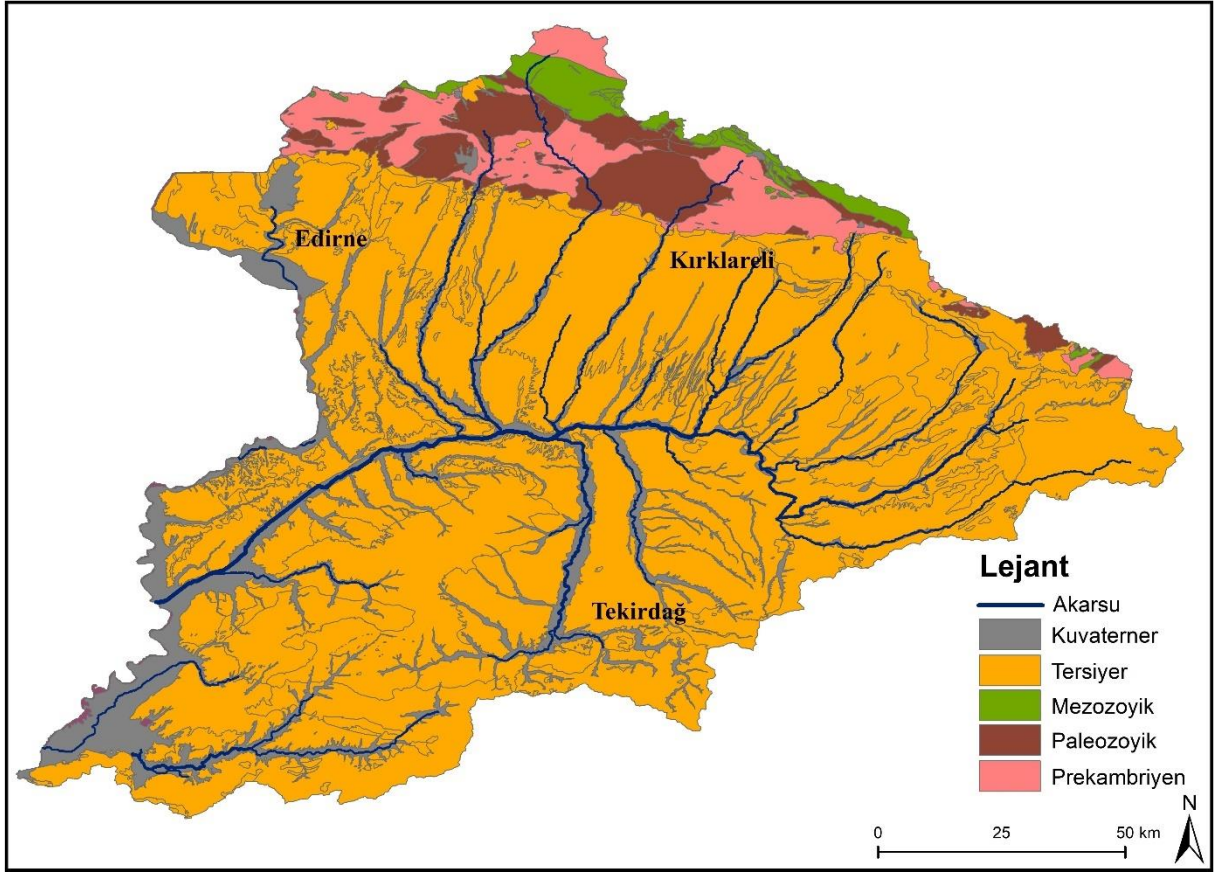 Edirne
Kırklareli
Tekirdağ
Lejant
Akarsu
Kuvaterner
Tersiyer
Mezozoyik
Paleozoyik
Prekambriyen
N
0 25 50 km